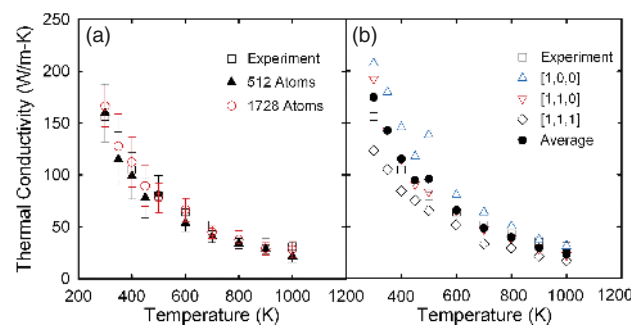 250
200
150
100
50
0
Thermal Conductivity (W/m-K)
(a)
Experiment
512 Atoms
1728 Atoms
200 400 600 800 1000 1200
Temperature (K)
(b)
Experiment
[1,0,0]
[1,1,0]
[1,1,1]
Average
400 600 800 1000 1200
Temperature (K)